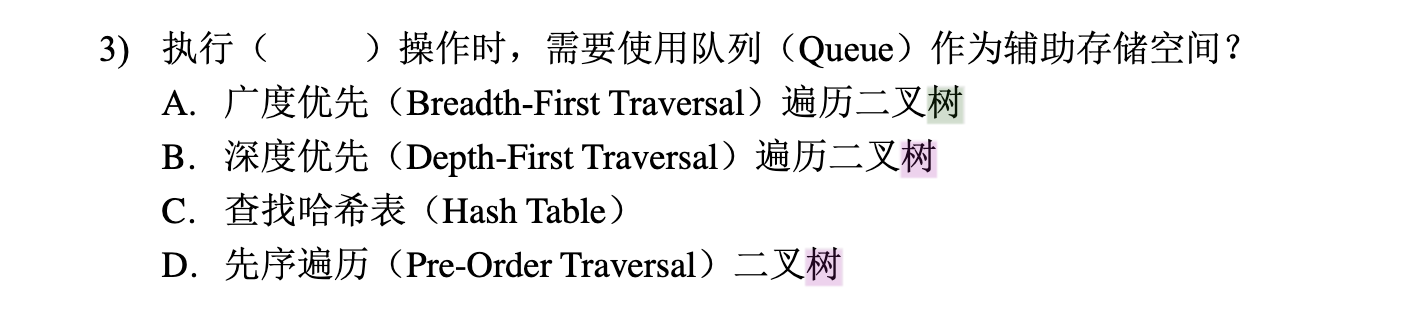 3) 执行（　　）操作时，需要使用队列（Queue）作为辅助存储空间？
A. 广度优先（Breadth-First Traversal）遍历二叉树
B. 深度优先（Depth-First Traversal）遍历二叉树
C. 查找哈希表（Hash Table）
D. 先序遍历（Pre-Order Traversal）二叉树